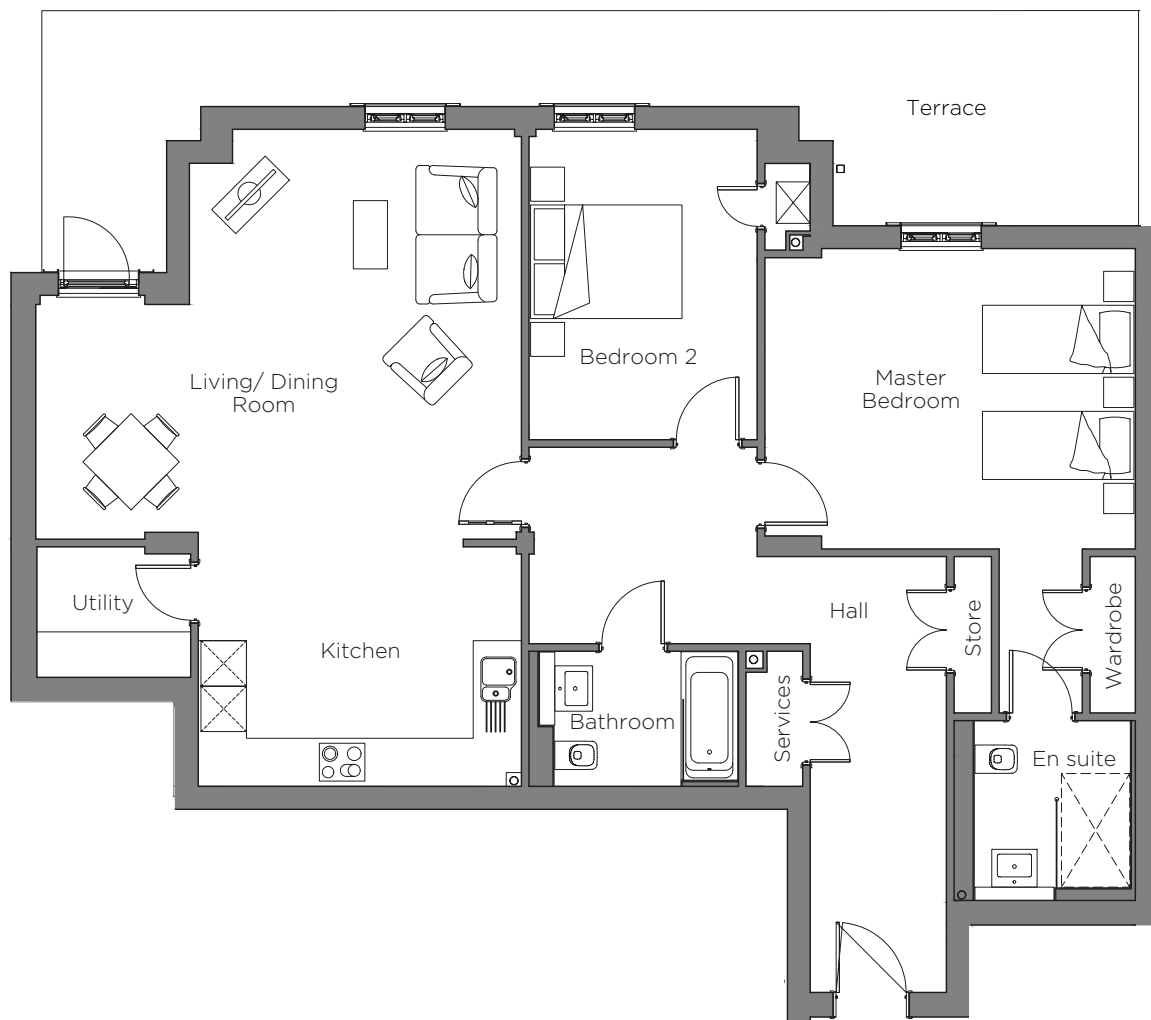 Terrace
Bedroom 2
Living/ Dining
Room
Master
Bedroom
Utility
Hall
Store
Wardrobe
Kitchen
Bathroom
Services
En suite